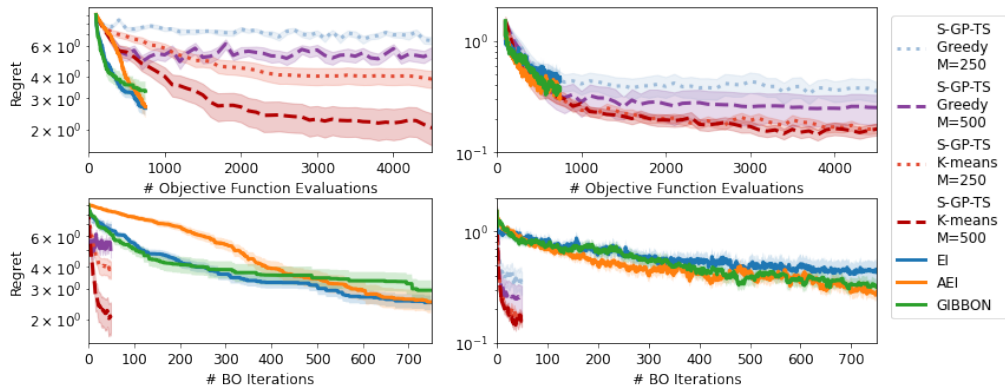 6 × 10⁰
4 × 10⁰
3 × 10⁰
2 × 10⁰
Regret
0 1000 2000 3000 4000
# Objective Function Evaluations
10⁰
10⁻¹
0 1000 2000 3000 4000
# Objective Function Evaluations
6 × 10⁰
4 × 10⁰
3 × 10⁰
2 × 10⁰
Regret
0 100 200 300 400 500 600 700
# BO Iterations
10⁰
10⁻¹
0 100 200 300 400 500 600 700
# BO Iterations
S-GP-TS
Greedy
M=250
S-GP-TS
Greedy
M=500
S-GP-TS
K-means
M=250
S-GP-TS
K-means
M=500
EI
AEI
GIBBON